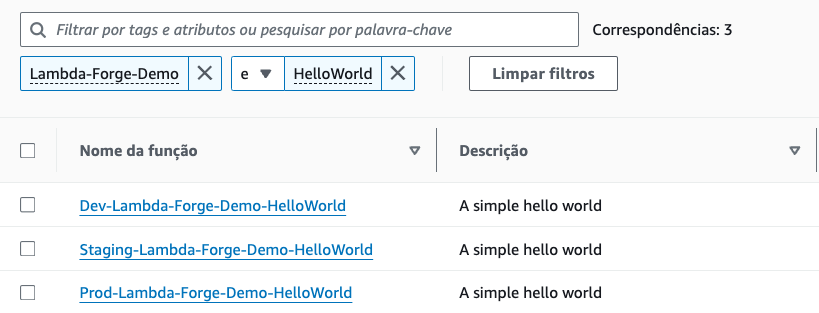 Filtrar por tags e atributos ou pesquisar por palavra-chave Correspondências: 3
Lambda-Forge-Demo e HelloWorld Limpar filtros
Nome da função Descrição
Dev-Lambda-Forge-Demo-HelloWorld A simple hello world
Staging-Lambda-Forge-Demo-HelloWorld A simple hello world
Prod-Lambda-Forge-Demo-HelloWorld A simple hello world